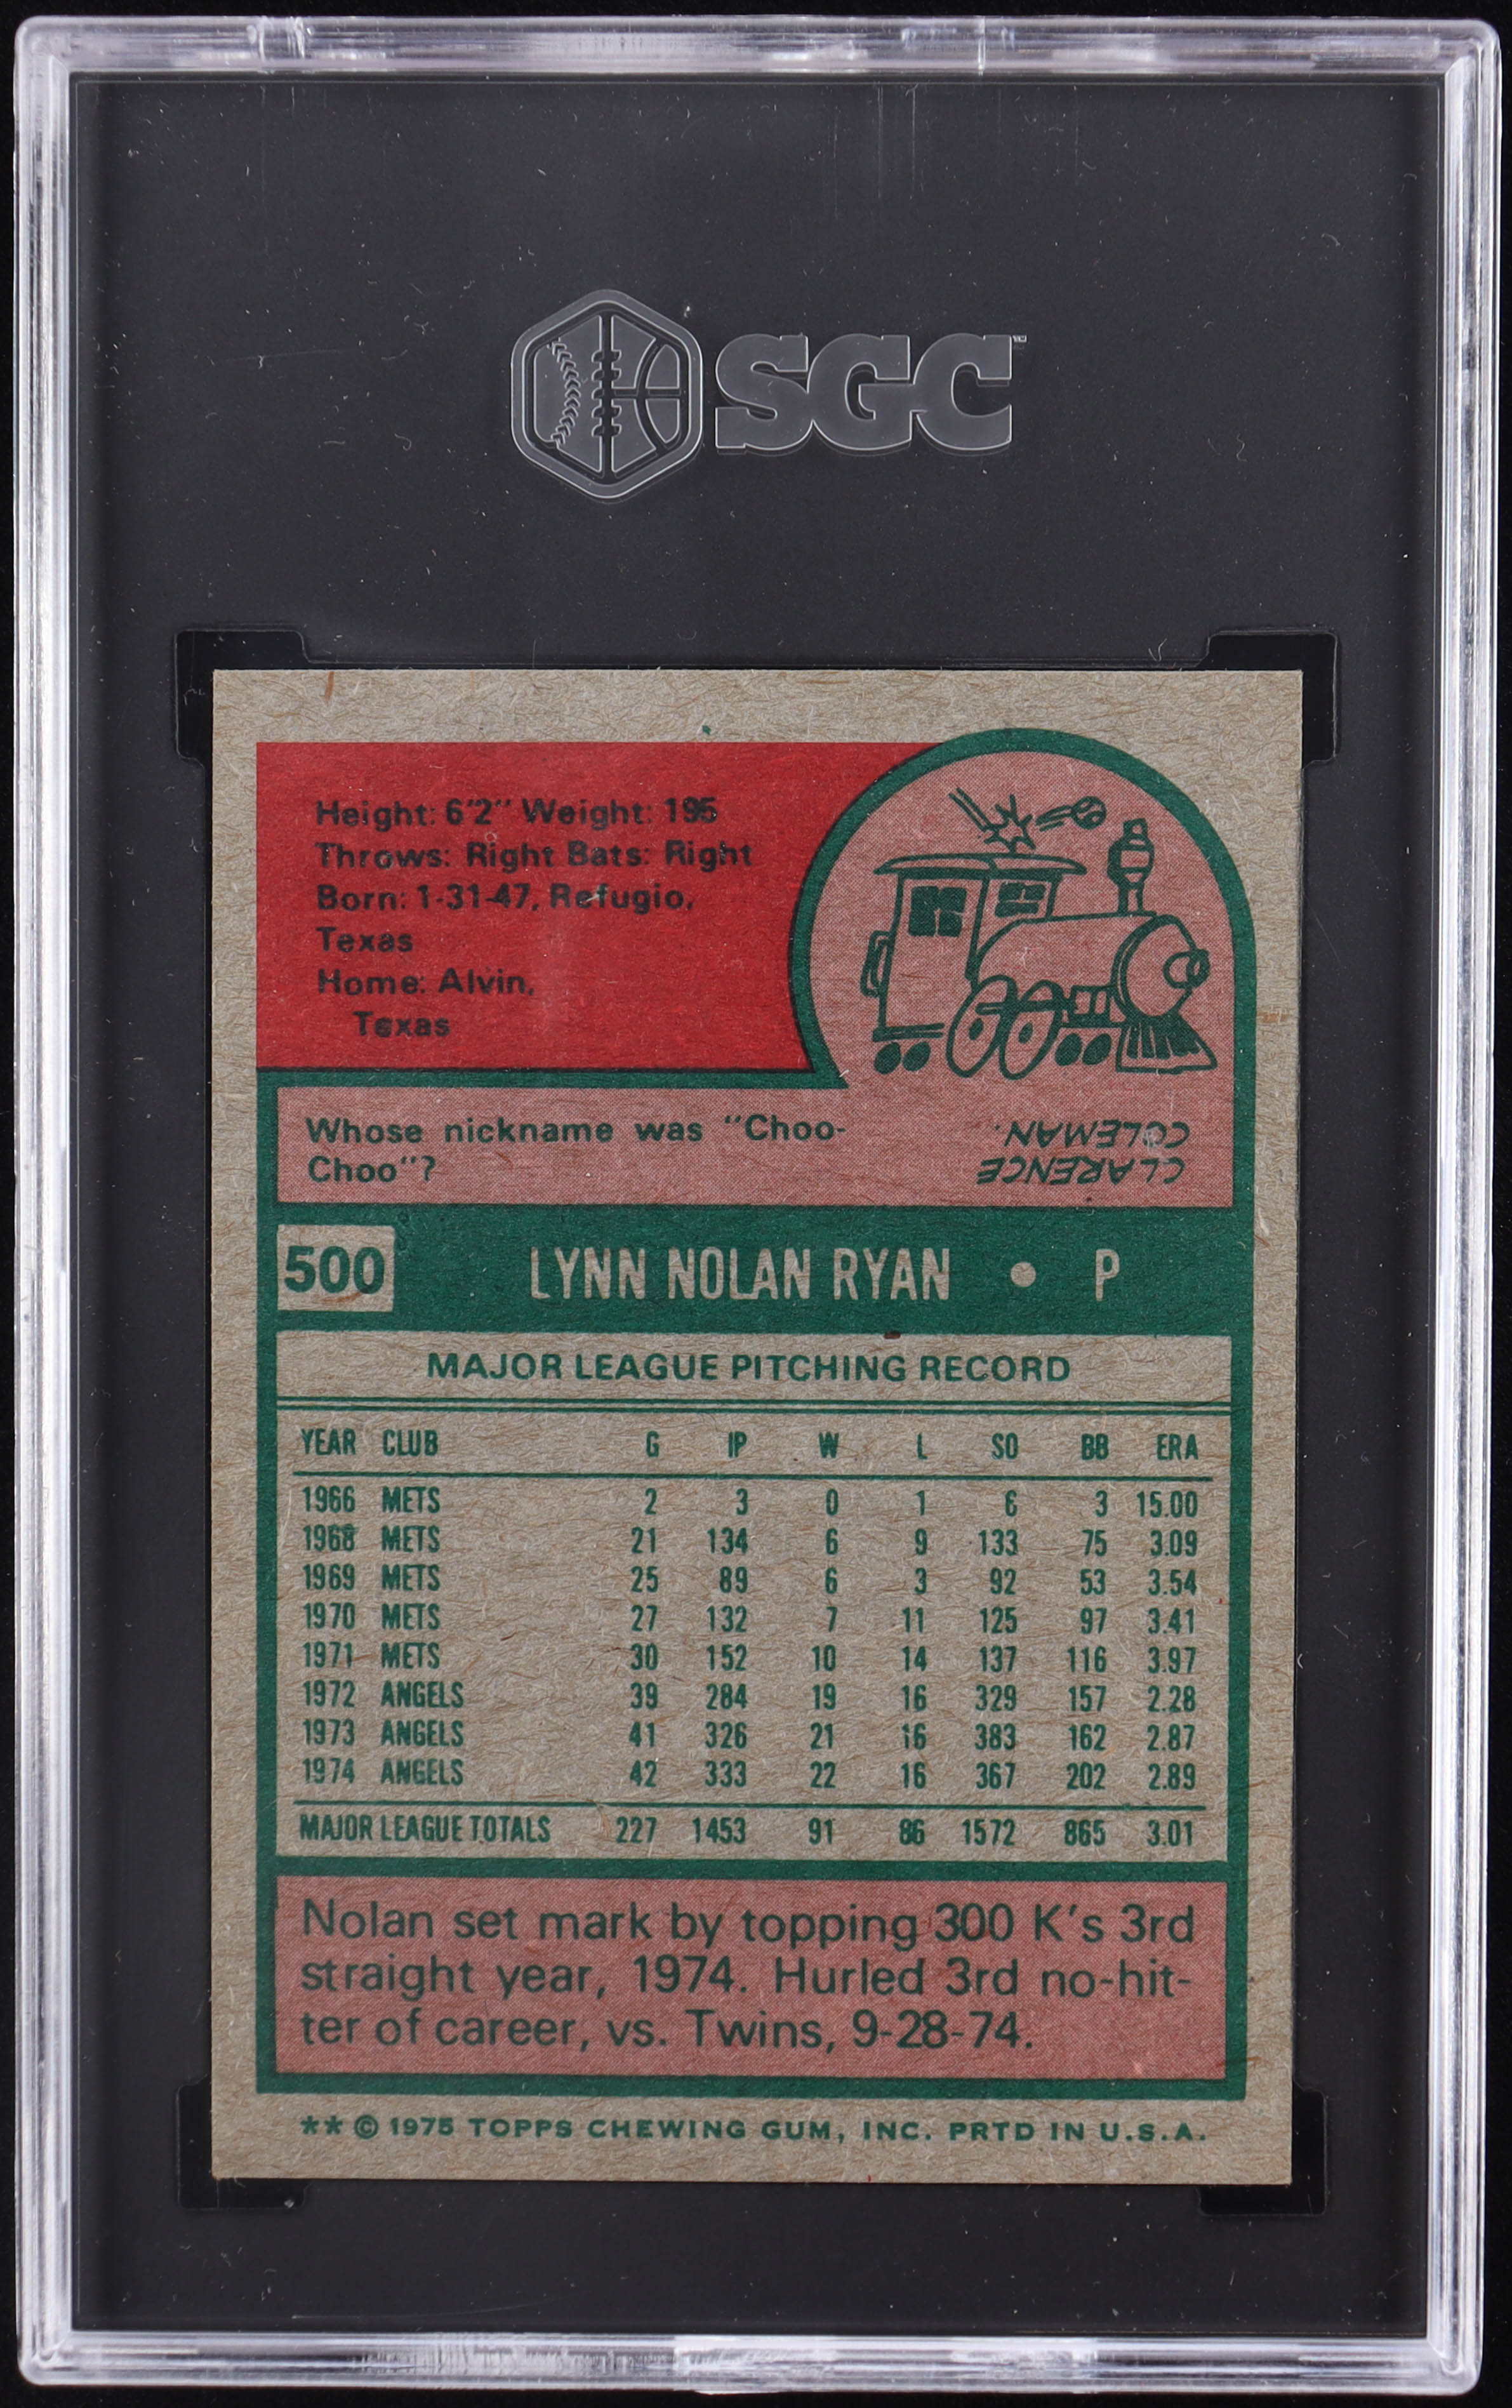 SGC™
Height: 6'2" Weight: 195
Throws: Right Bats: Right
Born: 1-31-47, Refugio,
Texas
Home: Alvin,
Texas
Whose nickname was "Choo-
Choo"?
CLARENCE
COLEMAN.
500 LYNN NOLAN RYAN • P
MAJOR LEAGUE PITCHING RECORD
YEAR CLUB G IP W L SO BB ERA
1966 METS 2 3 0 1 6 3 15.00
1968 METS 21 134 6 9 133 75 3.09
1969 METS 25 89 6 3 92 53 3.54
1970 METS 27 132 7 11 125 97 3.41
1971 METS 30 152 10 14 137 116 3.97
1972 ANGELS 39 284 19 16 329 157 2.28
1973 ANGELS 41 326 21 16 383 162 2.87
1974 ANGELS 42 333 22 16 367 202 2.89
MAJOR LEAGUE TOTALS 227 1453 91 86 1572 865 3.01
Nolan set mark by topping 300 K's 3rd
straight year, 1974. Hurled 3rd no-hit-
ter of career, vs. Twins, 9-28-74.
** © 1975 TOPPS CHEWING GUM, INC. PRTD IN U.S.A.